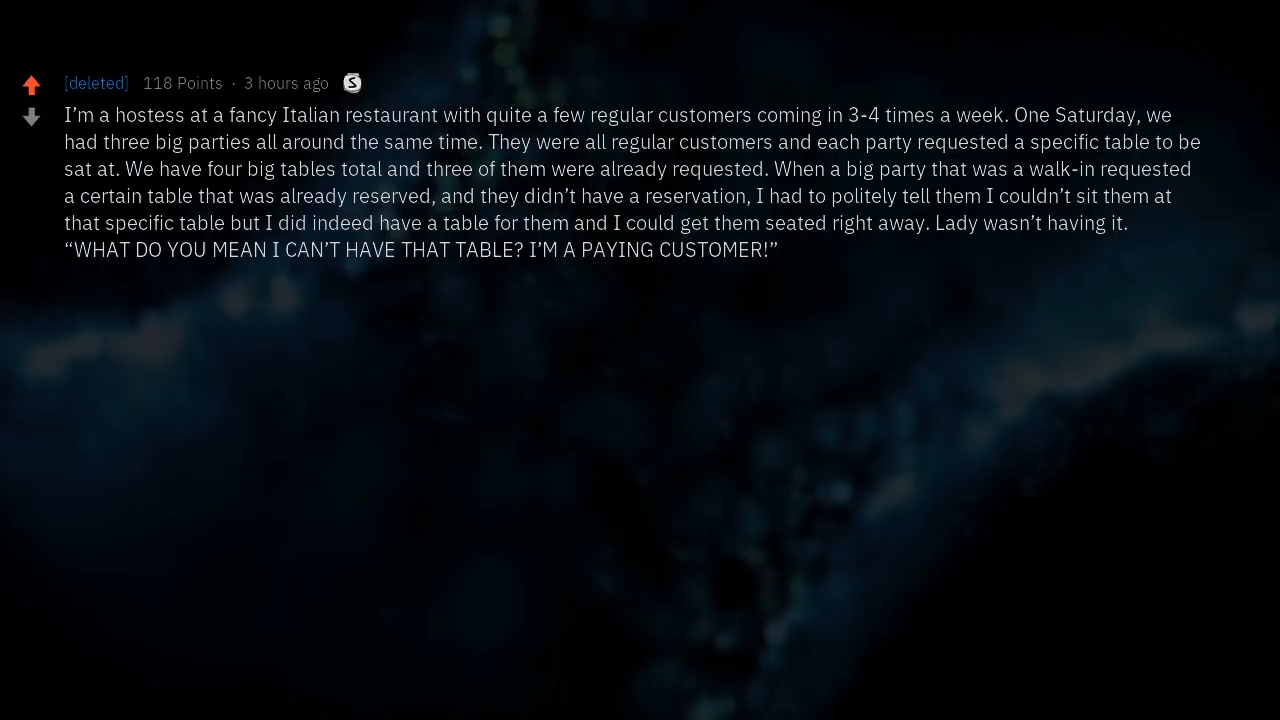 [deleted] 118 Points · 3 hours ago
I’m a hostess at a fancy Italian restaurant with quite a few regular customers coming in 3-4 times a week. One Saturday, we
had three big parties all around the same time. They were all regular customers and each party requested a specific table to be
sat at. We have four big tables total and three of them were already requested. When a big party that was a walk-in requested
a certain table that was already reserved, and they didn’t have a reservation, I had to politely tell them I couldn’t sit them at
that specific table but I did indeed have a table for them and I could get them seated right away. Lady wasn’t having it.
“WHAT DO YOU MEAN I CAN’T HAVE THAT TABLE? I’M A PAYING CUSTOMER!”